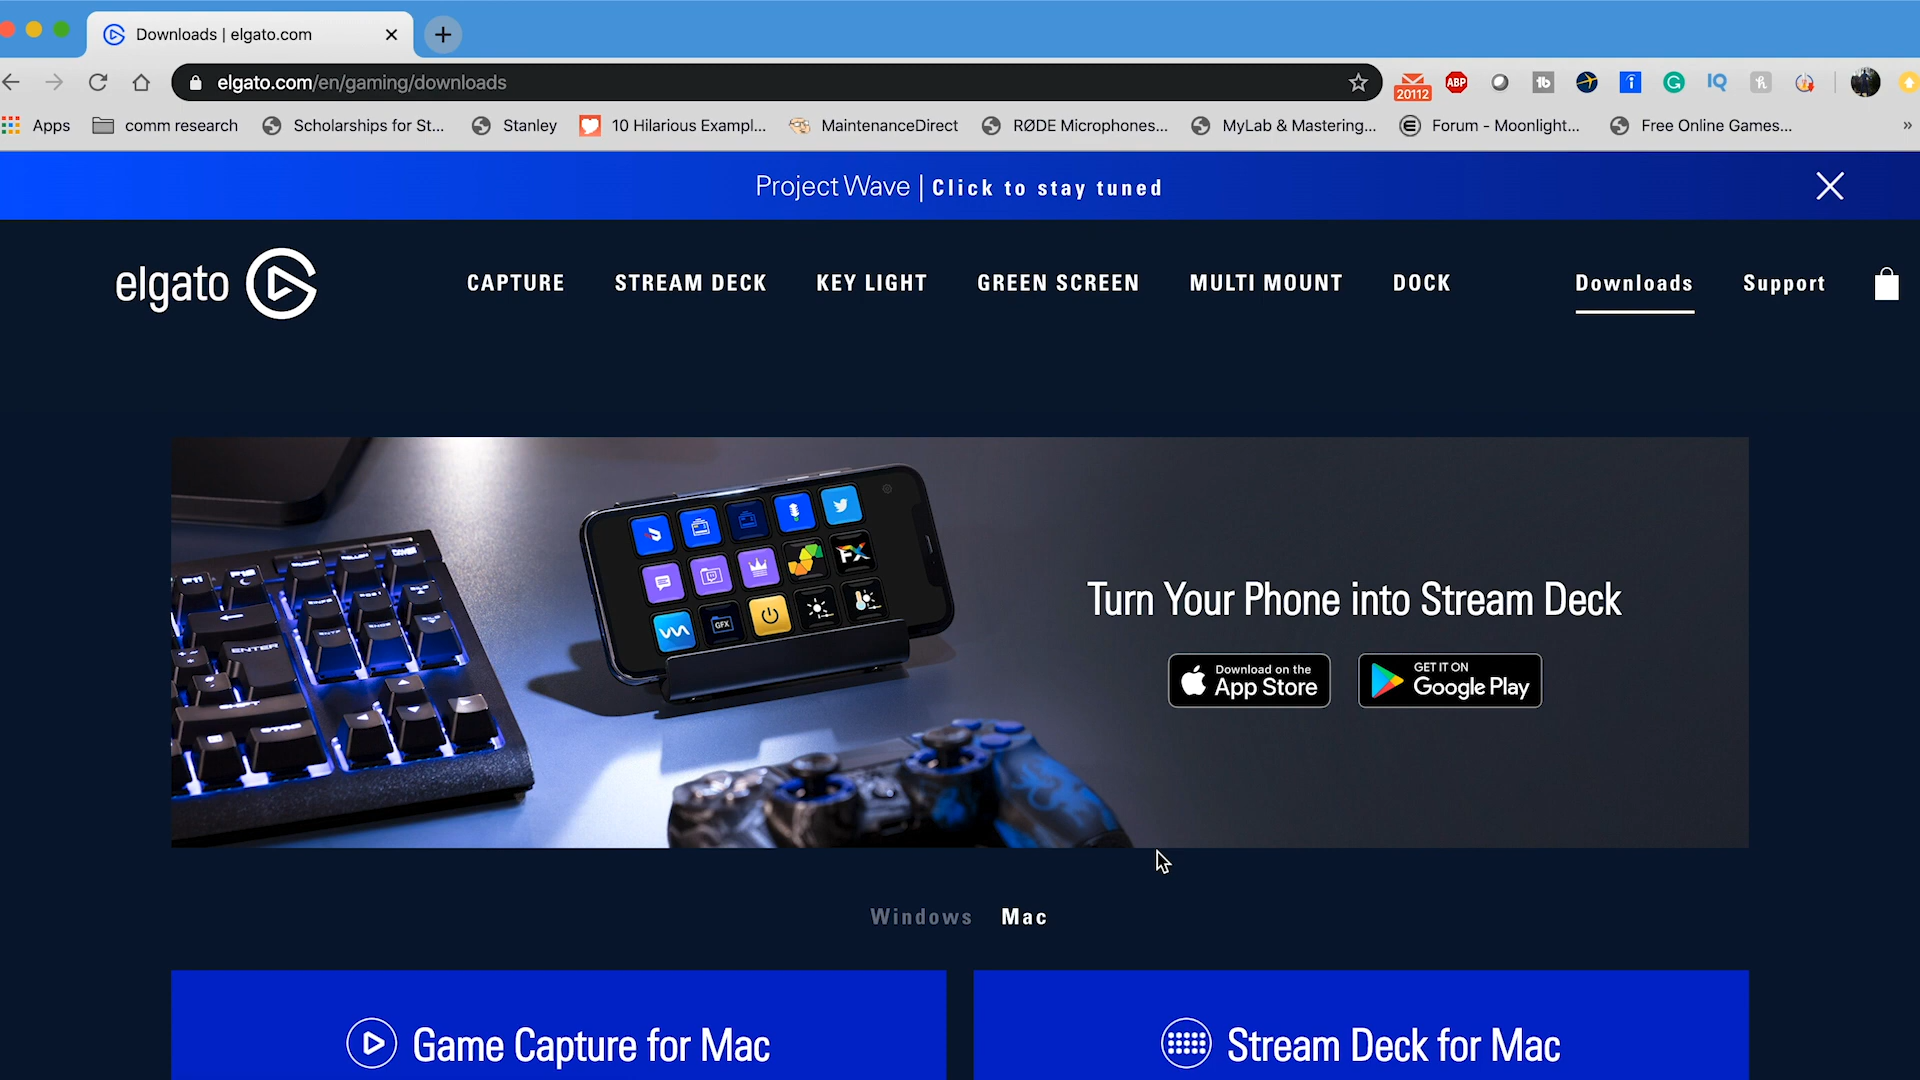 Downloads | elgato.com
elgato.com/en/gaming/downloads
20112
ABP
Apps
comm research
Scholarships for St...
Stanley
10 Hilarious Exampl...
MaintenanceDirect
RØDE Microphones...
MyLab & Mastering...
Forum - Moonlight...
Free Online Games...
»
Project Wave | Click to stay tuned
elgato
CAPTURE
STREAM DECK
KEY LIGHT
GREEN SCREEN
MULTI MOUNT
DOCK
Downloads
Support
FX
GFX
ENTER
Turn Your Phone into Stream Deck
Download on the
App Store
GET IT ON
Google Play
Windows
Mac
Game Capture for Mac
Stream Deck for Mac